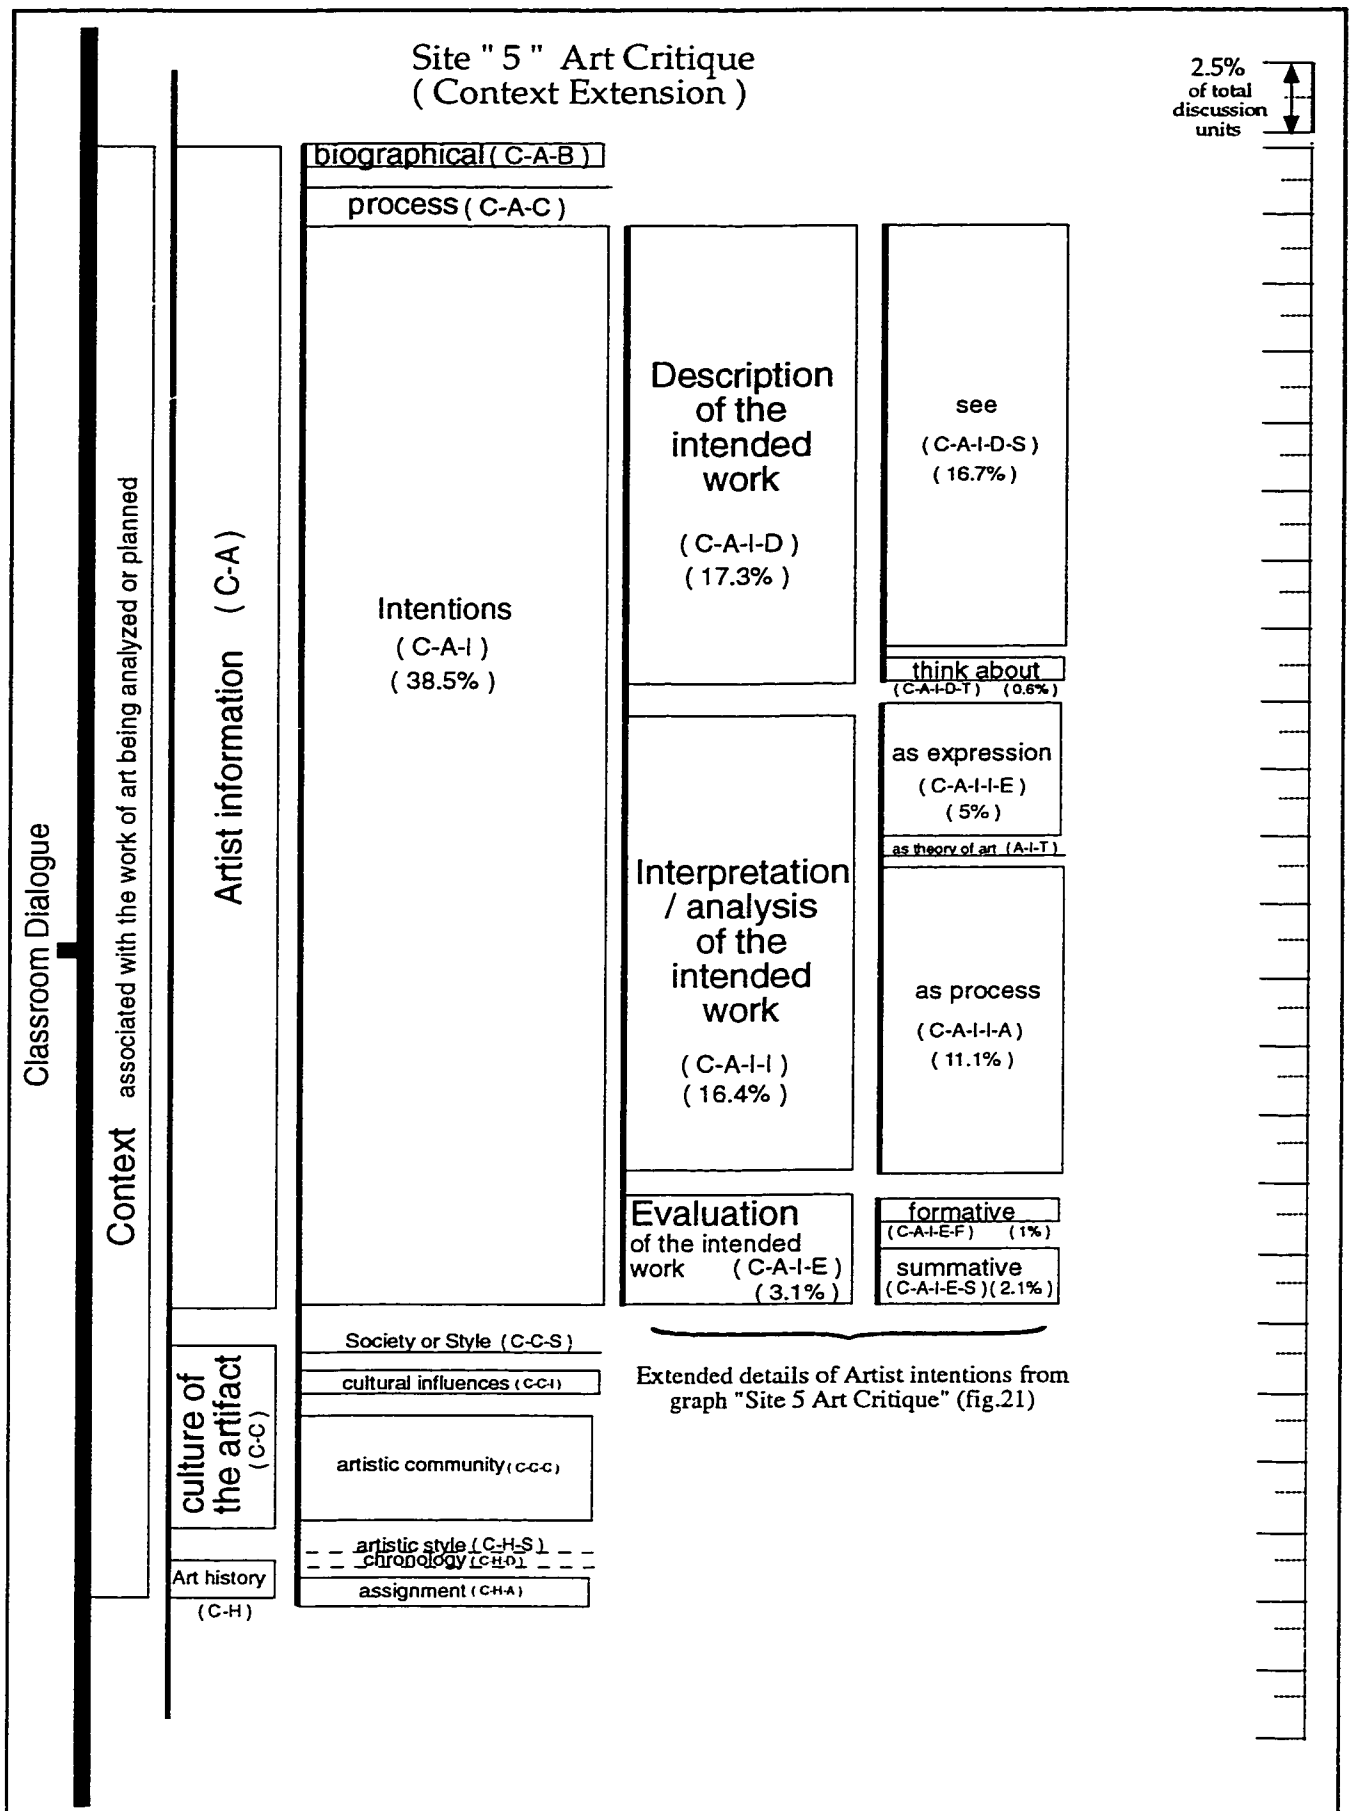 Site " 5 " Art Critique
( Context Extension )
2.5%
of total
discussion
units
Classroom Dialogue
Context associated with the work of art being analyzed or planned
Artist information ( C-A )
culture of
the artifact
(C-C)
Art history
( C-H )
biographical ( C-A-B )
process ( C-A-C )
Intentions
( C-A-I )
( 38.5% )
Society or Style ( C-C-S )
cultural influences ( C-C-I )
artistic community ( C-C-C )
artistic style ( C-H-S )
chronology ( C-H-D )
assignment ( C-H-A )
Description
of the
intended
work
( C-A-I-D )
( 17.3% )
Interpretation
/ analysis
of the
intended
work
( C-A-I-I )
( 16.4% )
Evaluation
of the intended
work ( C-A-I-E )
( 3.1% )
see
( C-A-I-D-S )
( 16.7% )
think about
( C-A-I-D-T ) ( 0.6% )
as expression
( C-A-I-I-E )
( 5% )
as theory of art ( A-I-T )
as process
( C-A-I-I-A )
( 11.1% )
formative
( C-A-I-E-F ) ( 1% )
summative
( C-A-I-E-S ) ( 2.1% )
Extended details of Artist intentions from
graph "Site 5 Art Critique" (fig.21)